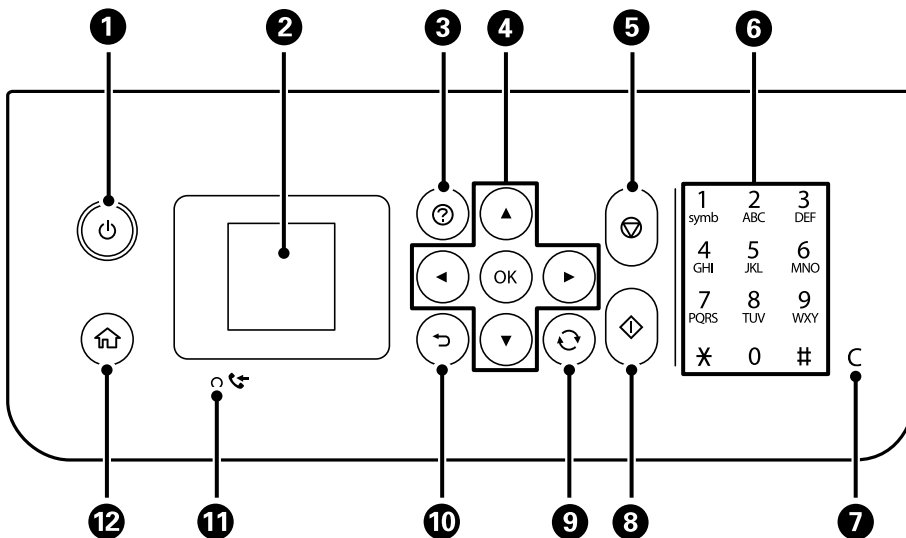 1 2 3 4 5 6
1 2 3
symb ABC DEF
?
4 5 6
GHI JKL MNO
OK
7 8 9
PQRS TUV WXY
* 0 # C
12 11 10 9 8 7